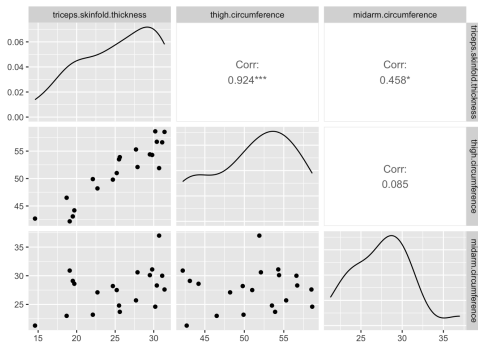 triceps.skinfold.thickness thigh.circumference midarm.circumference
0.06
0.04
0.02
0.00
Corr:
0.924***
Corr:
0.458*
triceps.skinfold.thickness
55
50
45
Corr:
0.085
thigh.circumference
35
30
25
midarm.circumference
15 20 25 30 45 50 55 25 30 35